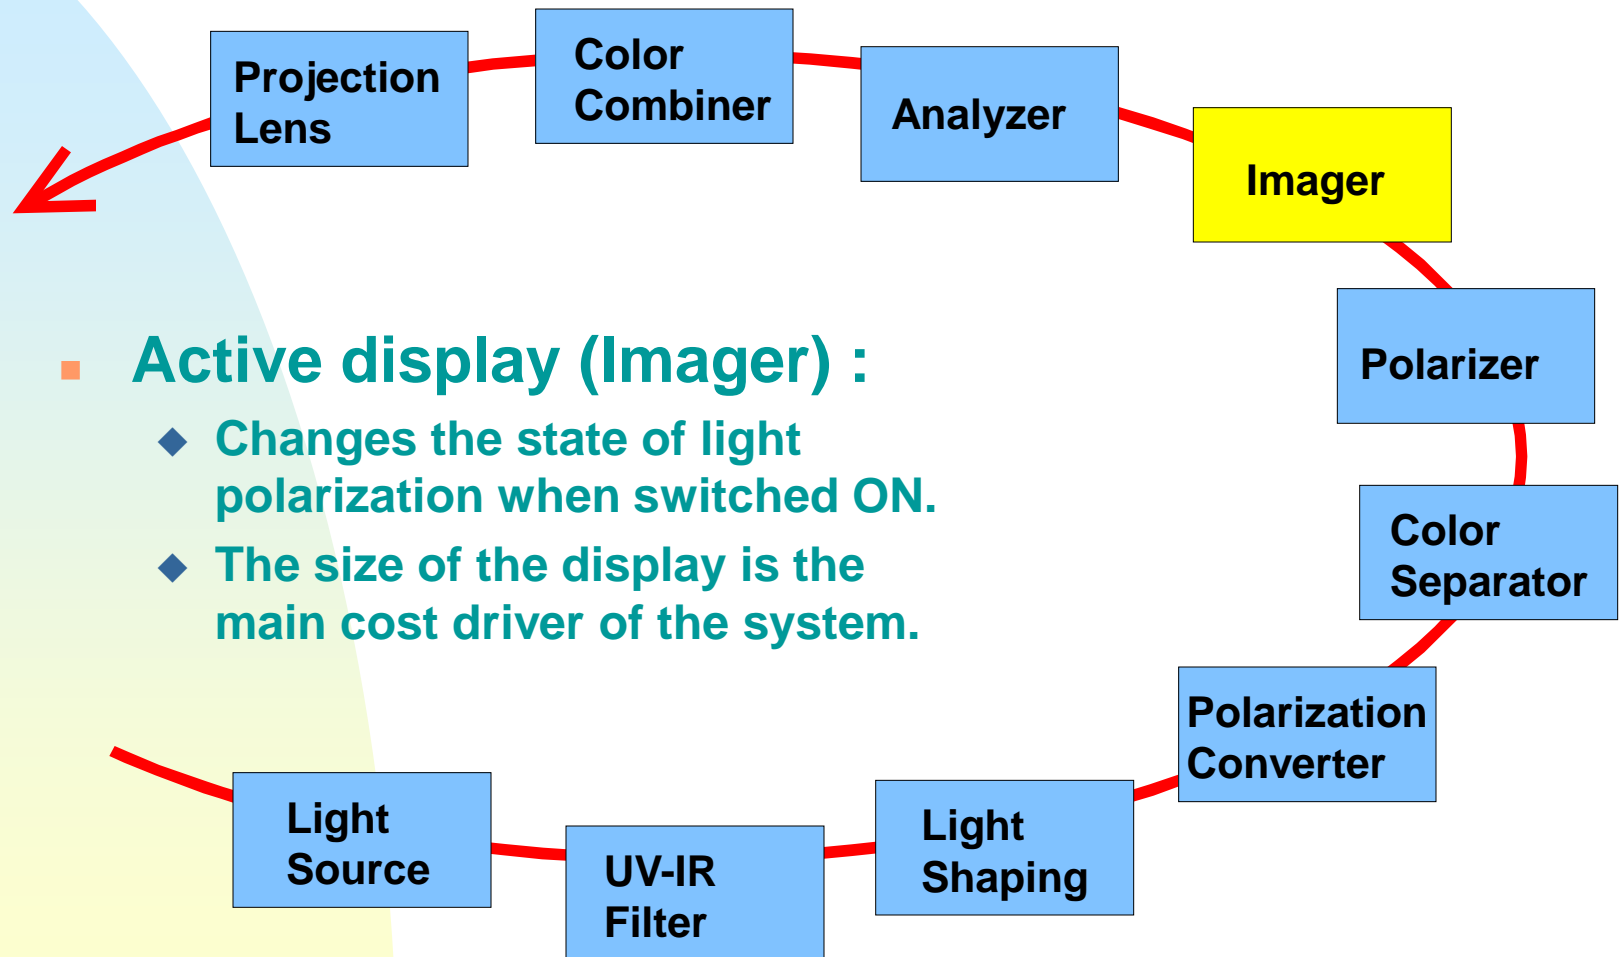 Projection
Lens
Color
Combiner
Analyzer
Imager
Polarizer
Color
Separator
Polarization
Converter
Light
Shaping
UV-IR
Filter
Light
Source
Active display (Imager) :
Changes the state of light
polarization when switched ON.
The size of the display is the
main cost driver of the system.